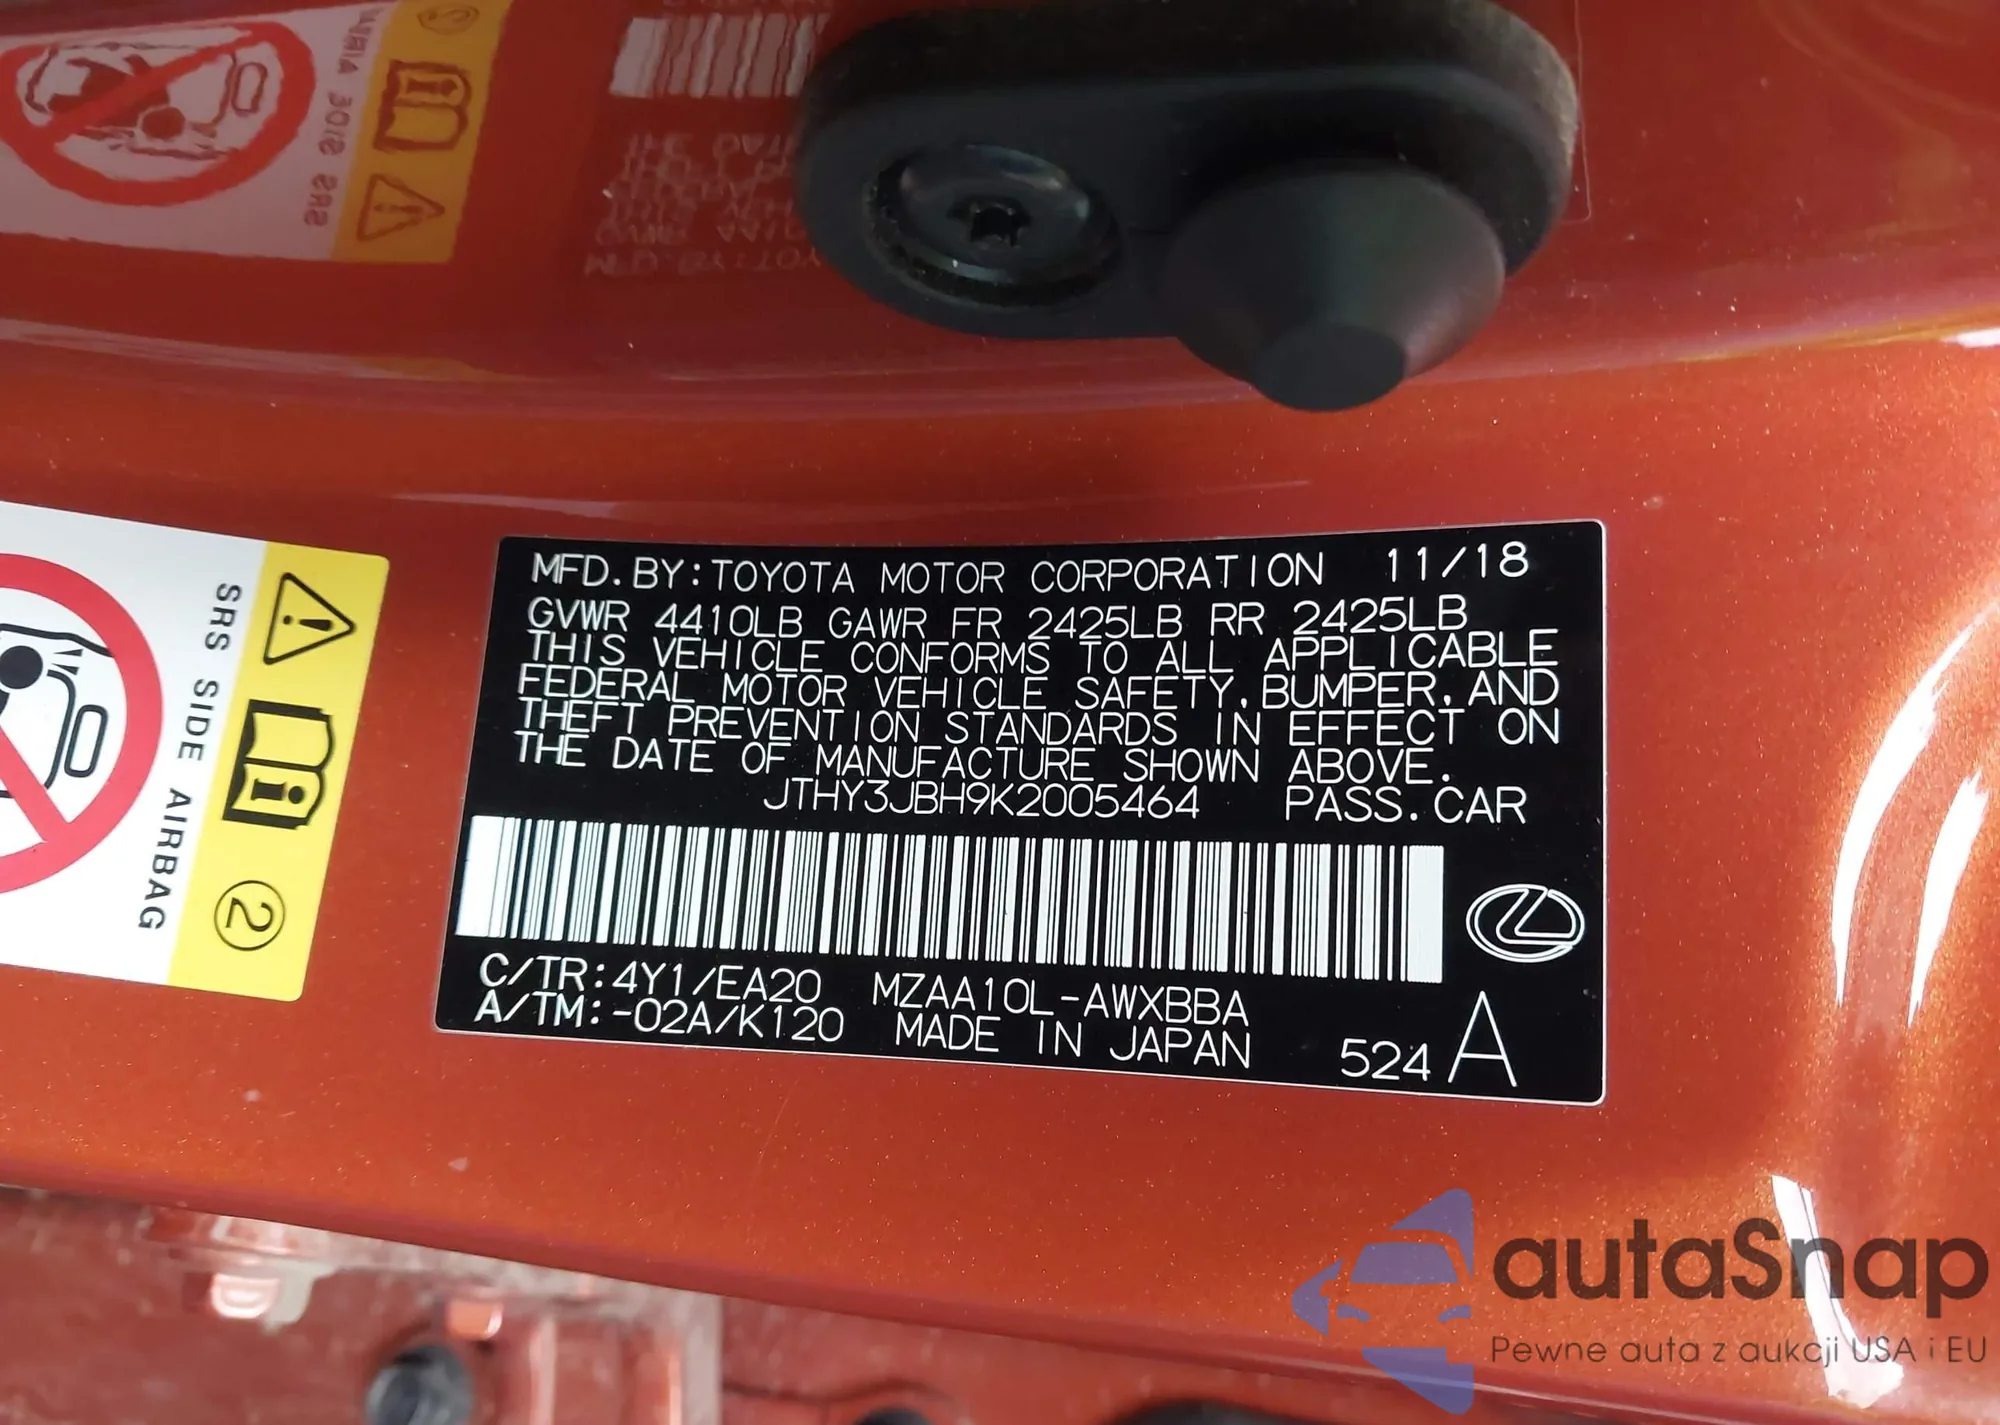 SRS SIDE AIRBAG
2
MFD. BY: TOYOTA MOTOR CORPORATION 11/18
GVWR 4410LB GAWR FR 2425LB RR 2425LB
THIS VEHICLE CONFORMS TO ALL APPLICABLE
FEDERAL MOTOR VEHICLE SAFETY, BUMPER, AND
THEFT PREVENTION STANDARDS IN EFFECT ON
THE DATE OF MANUFACTURE SHOWN ABOVE.
JTHY3JBH9K2005464 PASS. CAR
C/TR: 4Y1/EA20 MZAA10L-AWXBBA
A/TM: -02A/K120 MADE IN JAPAN 524 A
autaSnap
Pewne auta z aukcji USA i EU